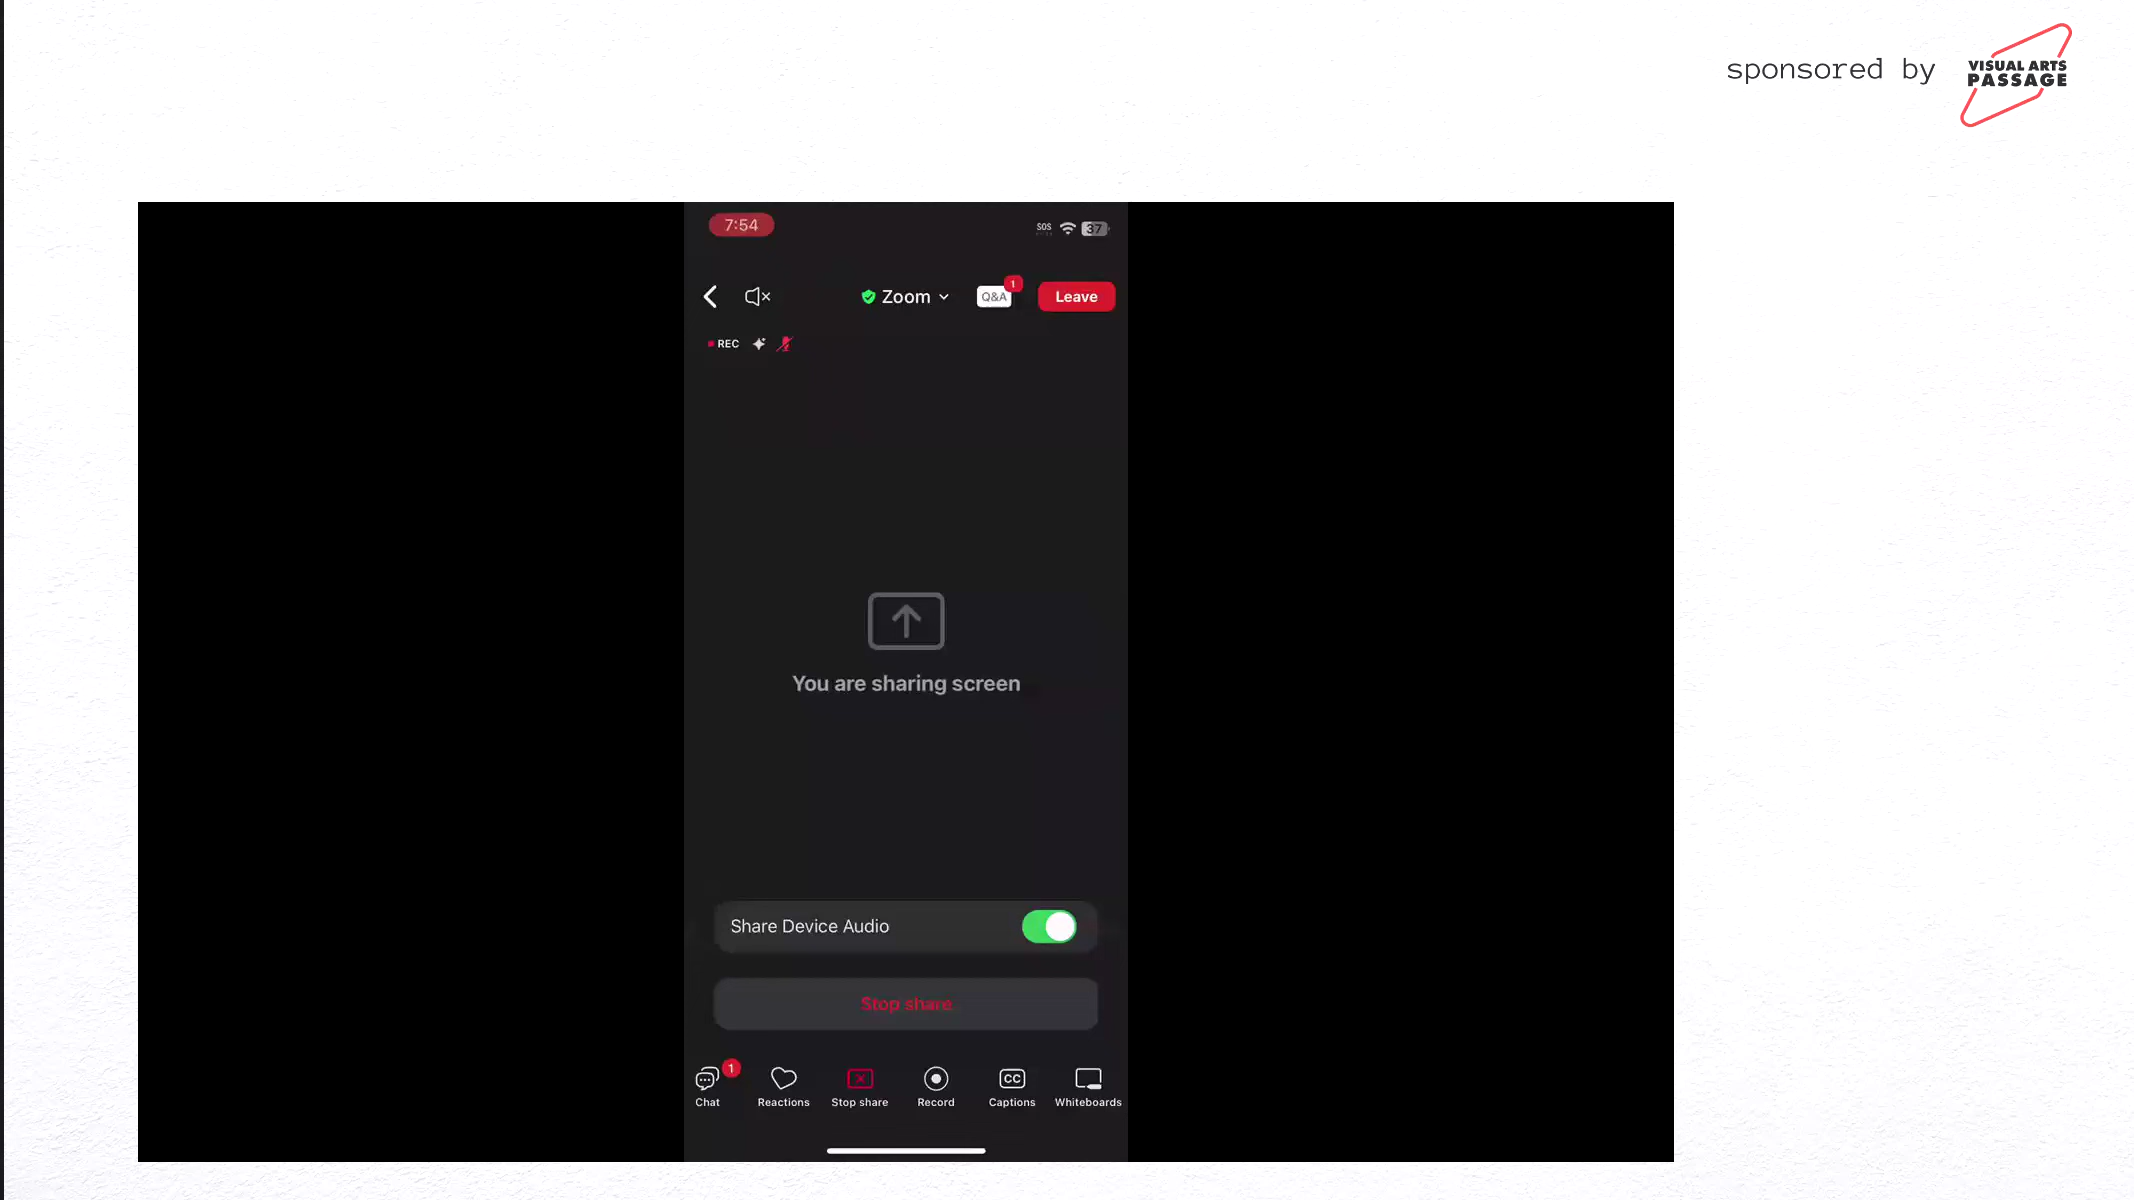 sponsored by
VISUAL ARTS
PASSAGE
7:54
SOS
37
Zoom
Q&A
1
Leave
REC
You are sharing screen
Share Device Audio
Stop share
1
CC
Chat
Reactions
Stop share
Record
Captions
Whiteboards